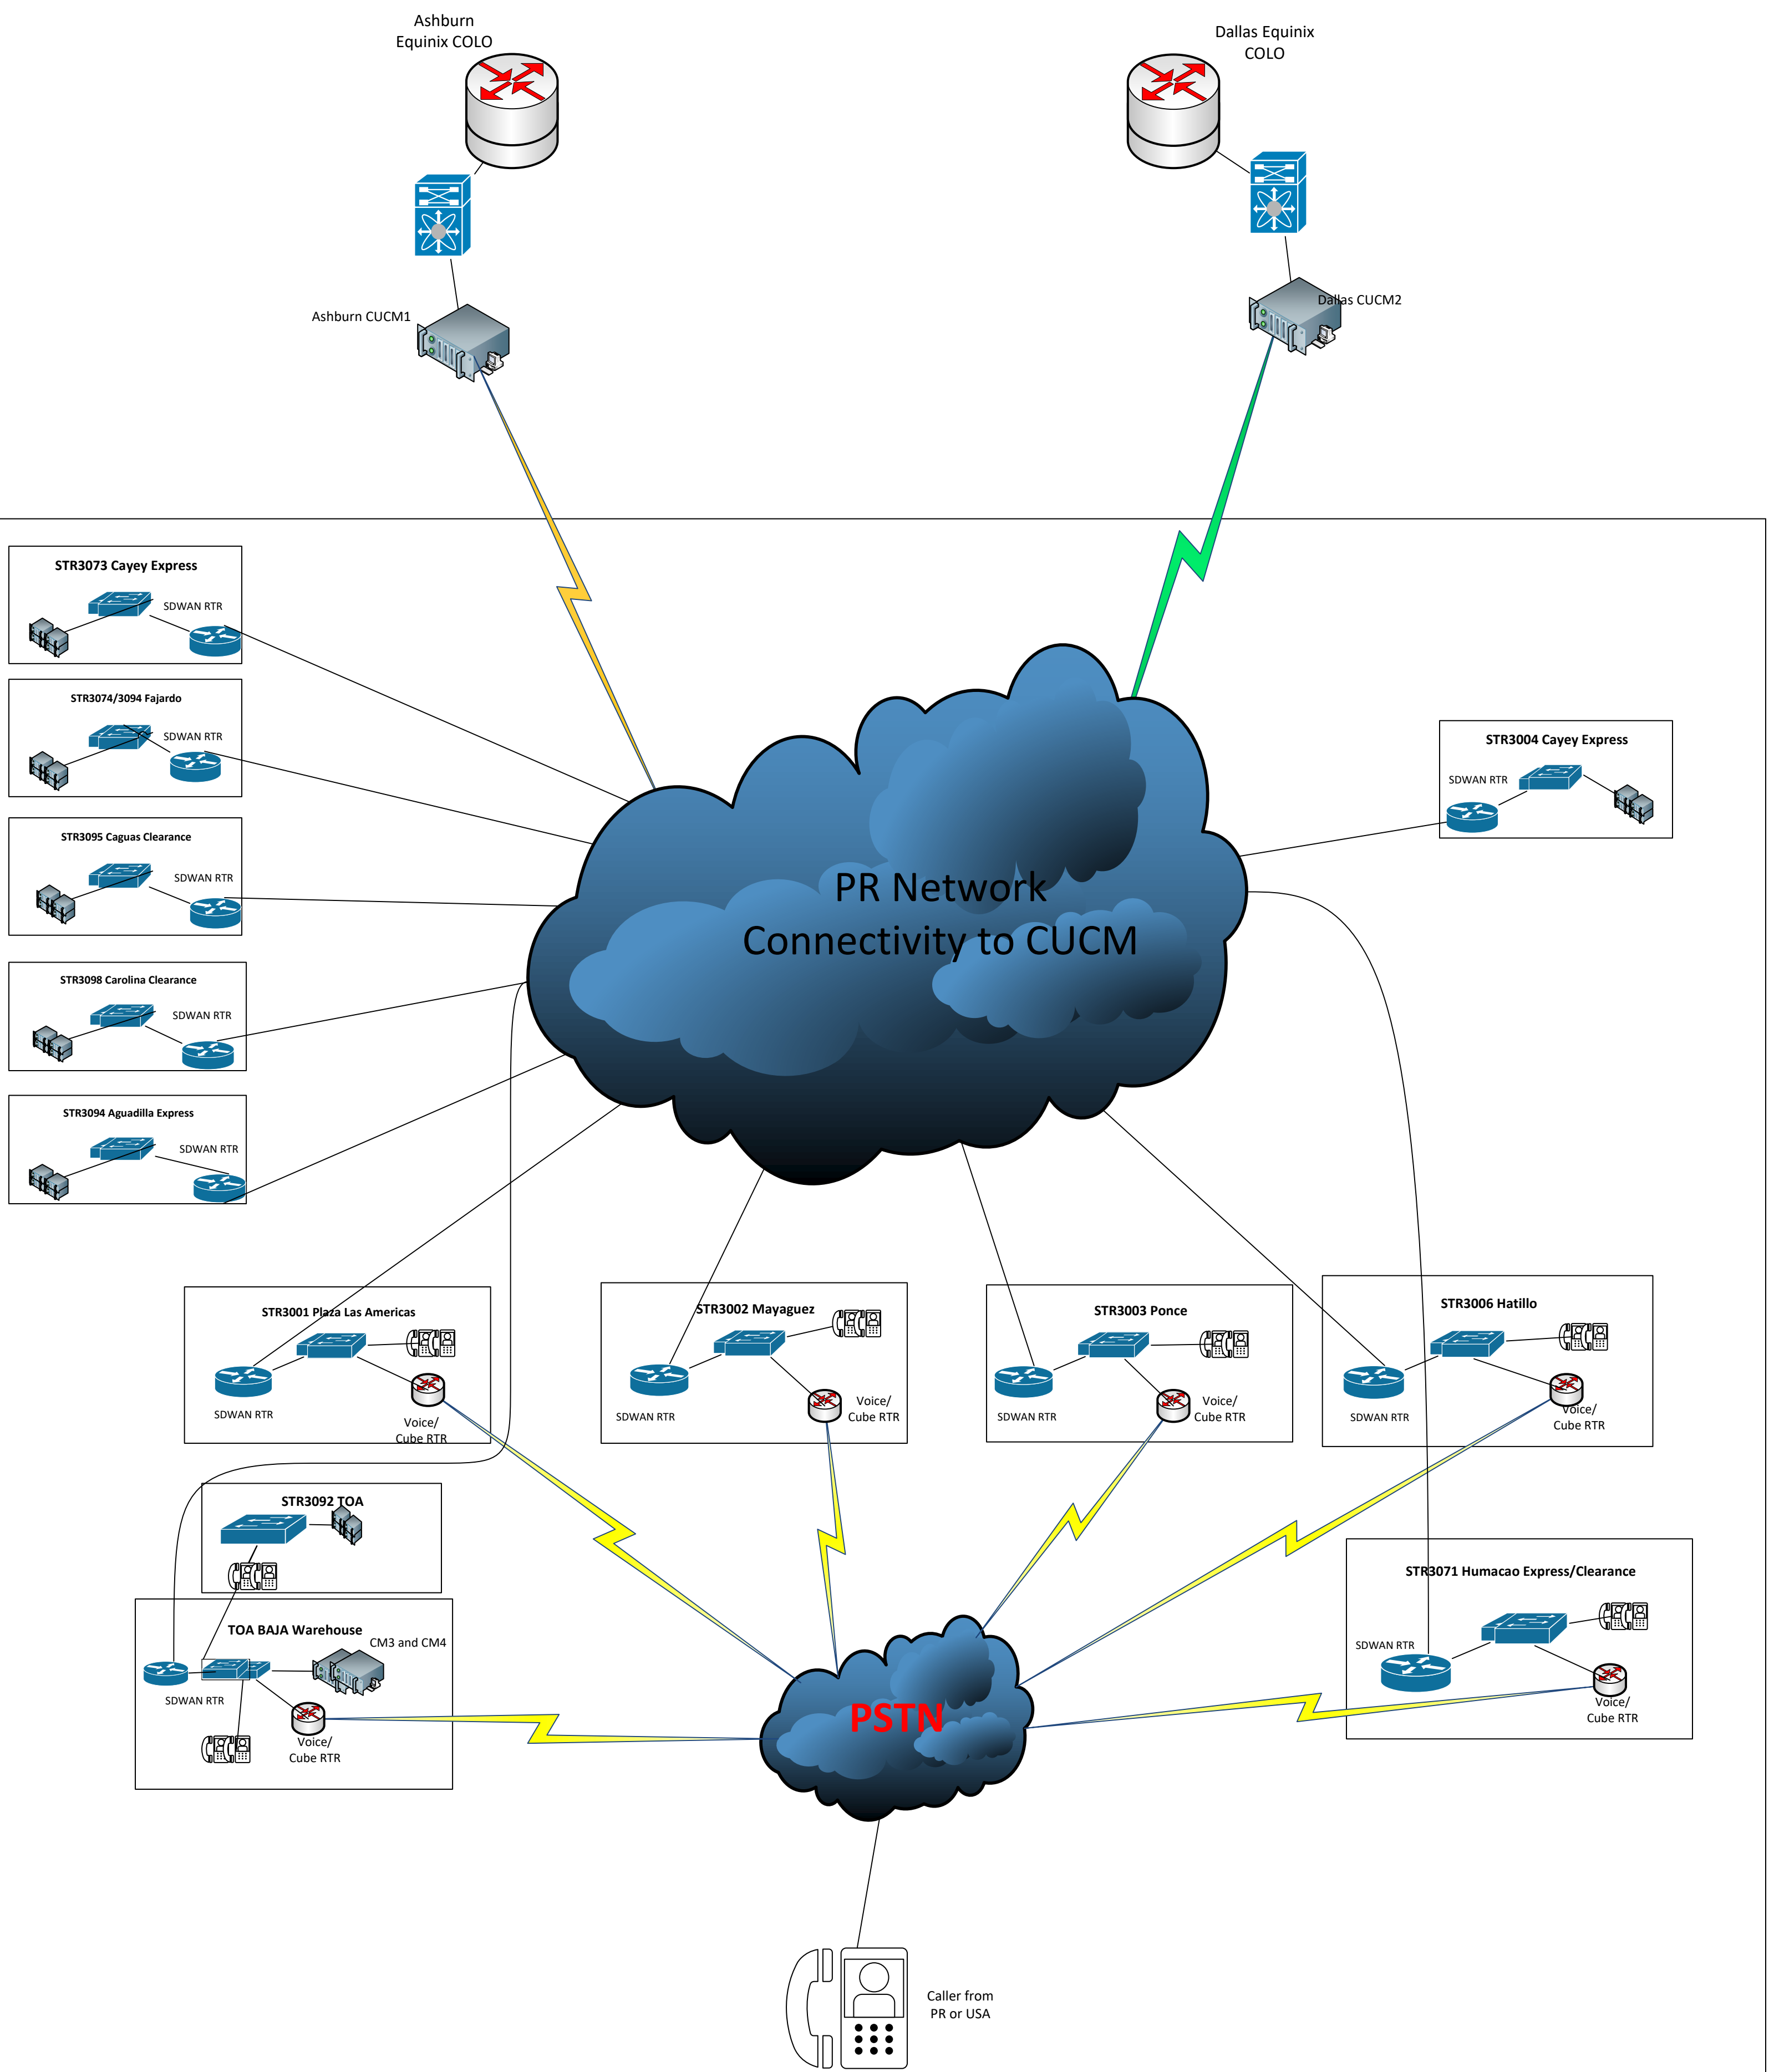 Ashburn
Equinix COLO
Dallas Equinix
COLO
Ashburn CUCM1
Dallas CUCM2
STR3073 Cayey Express
SDWAN RTR
STR3074/3094 Fajardo
SDWAN RTR
STR3095 Caguas Clearance
SDWAN RTR
STR3098 Carolina Clearance
SDWAN RTR
STR3094 Aguadilla Express
SDWAN RTR
STR3004 Cayey Express
SDWAN RTR
PR Network
Connectivity to CUCM
STR3001 Plaza Las Americas
SDWAN RTR
Voice/
Cube RTR
STR3002 Mayaguez
SDWAN RTR
Voice/
Cube RTR
STR3003 Ponce
SDWAN RTR
Voice/
Cube RTR
STR3006 Hatillo
SDWAN RTR
Voice/
Cube RTR
STR3092 TOA
TOA BAJA Warehouse
CM3 and CM4
SDWAN RTR
Voice/
Cube RTR
PSTN
STR3071 Humacao Express/Clearance
SDWAN RTR
Voice/
Cube RTR
Caller from
PR or USA